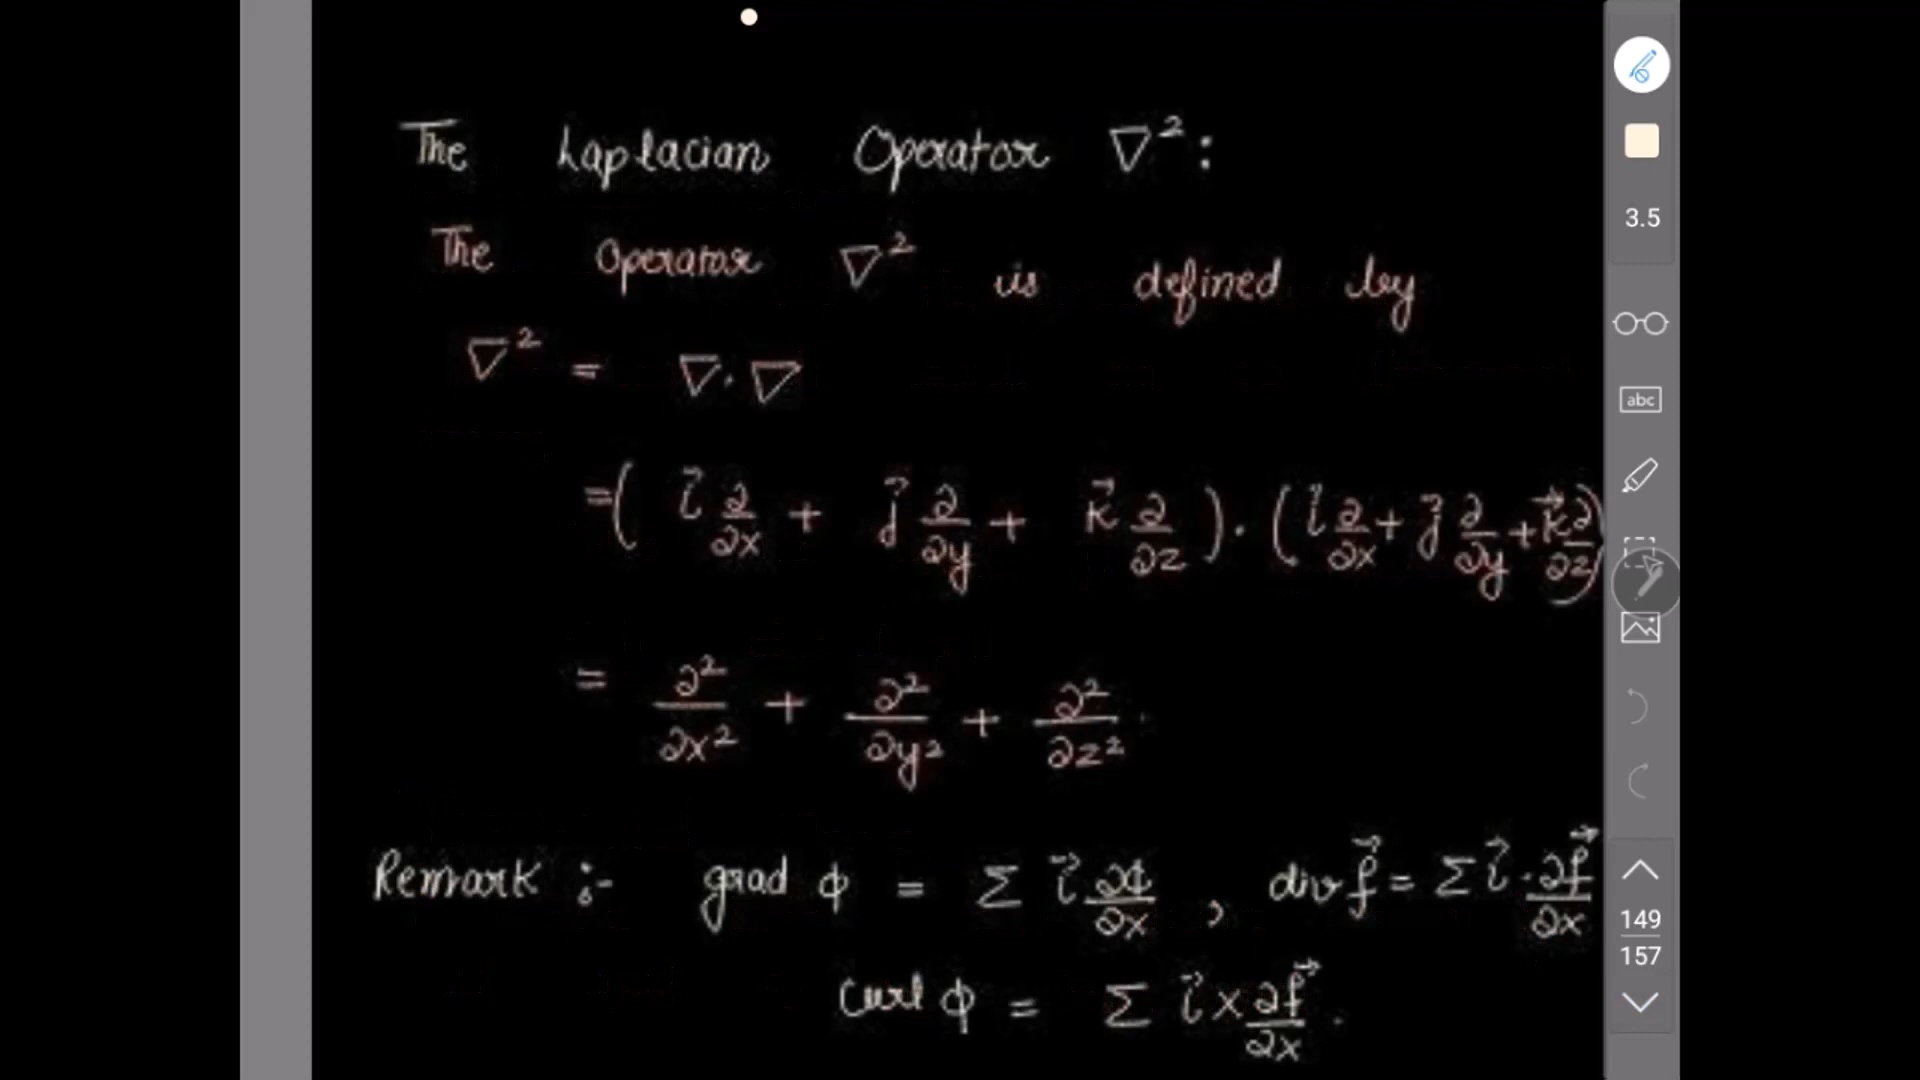 The Laplacian Operator ∇²:
The Operator ∇² is defined by
∇² = ∇.∇
=( i⃗ ∂/∂x + j⃗ ∂/∂y + k⃗ ∂/∂z ) . ( i⃗ ∂/∂x + j⃗ ∂/∂y + k⃗ ∂/∂z )
= ∂²/∂x² + ∂²/∂y² + ∂²/∂z² .
Remark :- grad ϕ = Σ i⃗ ∂ϕ/∂x , div f⃗ = Σ i⃗ . ∂f⃗/∂x
Curl ϕ = Σ i⃗ × ∂f⃗/∂x .
3.5
abc
149
157